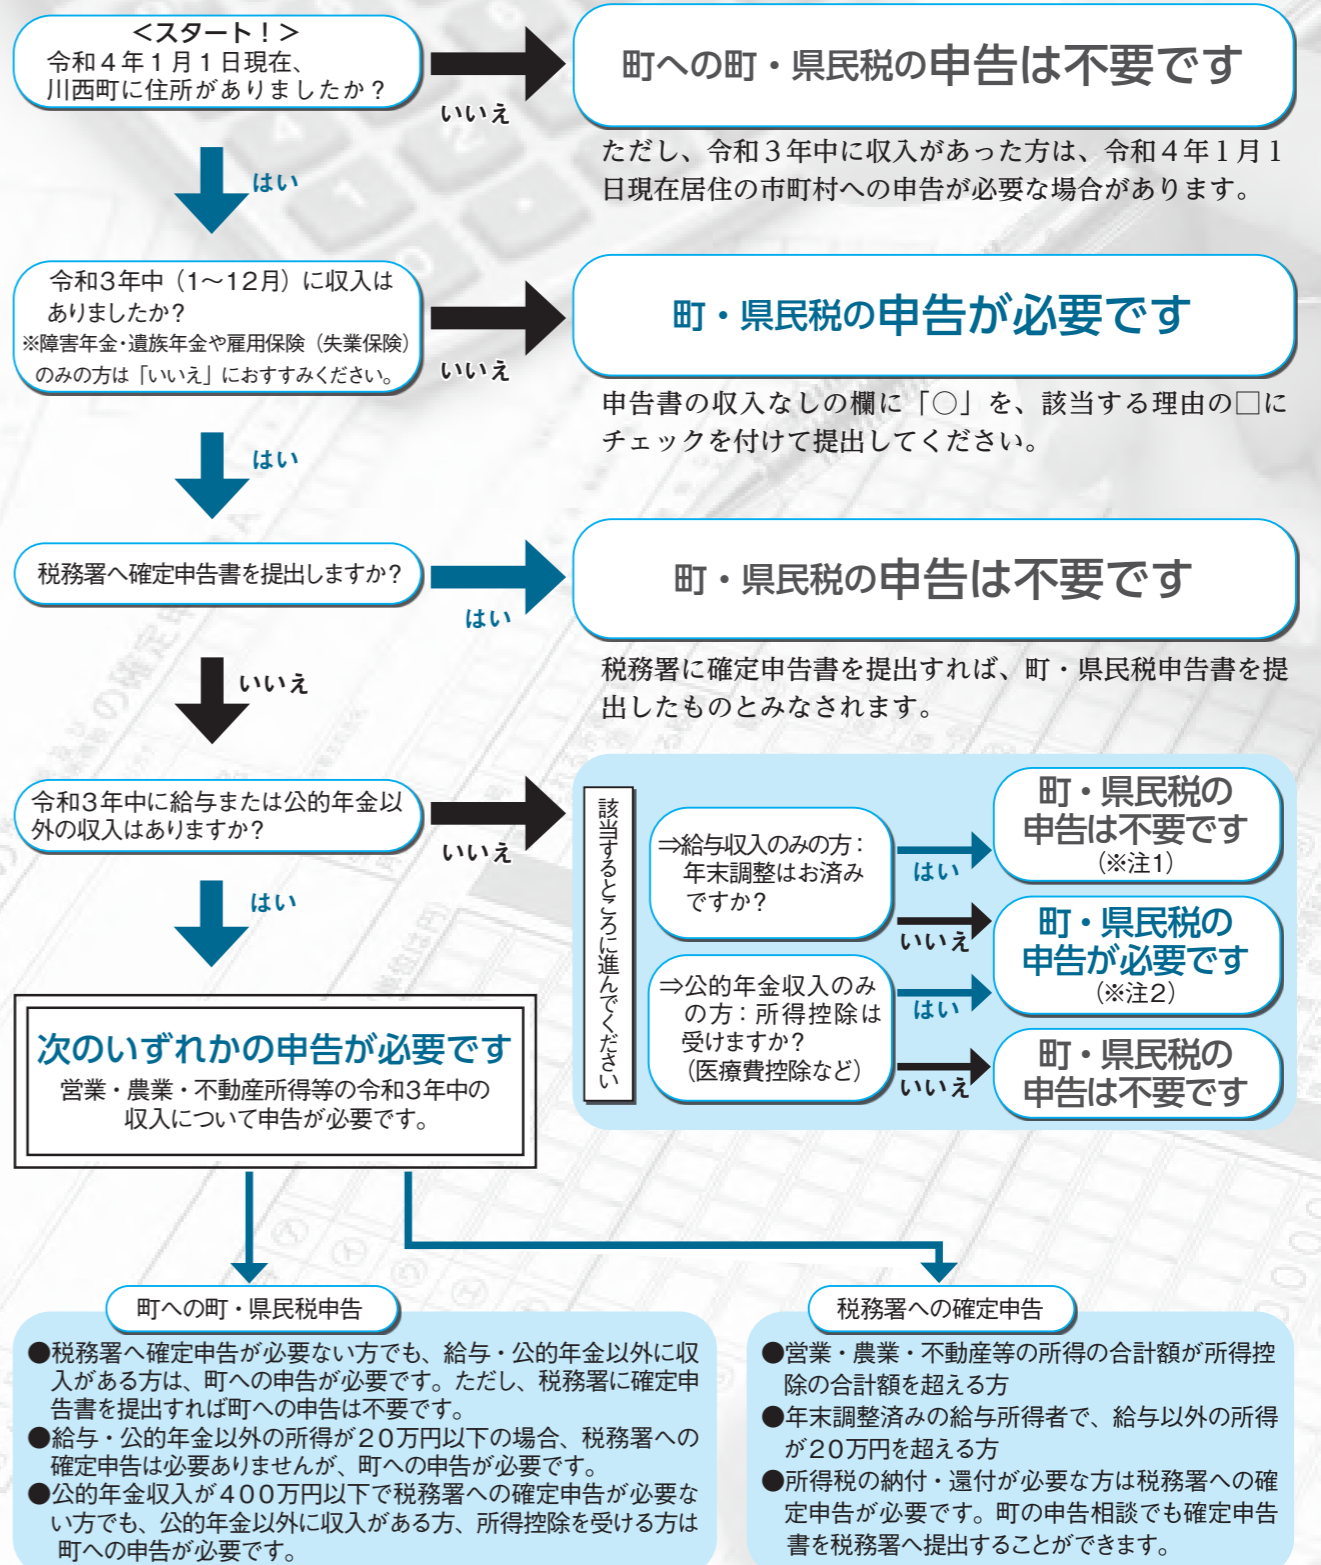 ＜スタート！＞
令和４年１月１日現在、
川西町に住所がありましたか？
いいえ
町への町・県民税の申告は不要です
ただし、令和３年中に収入があった方は、令和４年１月１
日現在居住の市町村への申告が必要な場合があります。
はい
令和3年中（1～12月）に収入は
ありましたか？
※障害年金・遺族年金や雇用保険（失業保険）
のみの方は「いいえ」におすすみください。
いいえ
町・県民税の申告が必要です
申告書の収入なしの欄に「○」を、該当する理由の□に
チェックを付けて提出してください。
はい
税務署へ確定申告書を提出しますか？
はい
町・県民税の申告は不要です
税務署に確定申告書を提出すれば、町・県民税申告書を提
出したものとみなされます。
いいえ
令和3年中に給与または公的年金以
外の収入はありますか？
いいえ
該当するところに進んでください
⇒給与収入のみの方：
年末調整はお済み
ですか？
はい
町・県民税の
申告は不要です
（※注1）
いいえ
町・県民税の
申告が必要です
（※注2）
⇒公的年金収入のみ
の方：所得控除は
受けますか？
（医療費控除など）
はい
いいえ
町・県民税の
申告は不要です
はい
次のいずれかの申告が必要です
営業・農業・不動産所得等の令和3年中の
収入について申告が必要です。
町への町・県民税申告
●税務署へ確定申告が必要ない方でも、給与・公的年金以外に収
入がある方は、町への申告が必要です。ただし、税務署に確定申
告書を提出すれば町への申告は不要です。
●給与・公的年金以外の所得が20万円以下の場合、税務署への
確定申告は必要ありませんが、町への申告が必要です。
●公的年金収入が400万円以下で税務署への確定申告が必要な
い方でも、公的年金以外に収入がある方、所得控除を受ける方は
町への申告が必要です。
税務署への確定申告
●営業・農業・不動産等の所得の合計額が所得控
除の合計額を超える方
●年末調整済みの給与所得者で、給与以外の所得
が20万円を超える方
●所得税の納付・還付が必要な方は税務署への確
定申告が必要です。町の申告相談でも確定申告
書を税務署へ提出することができます。